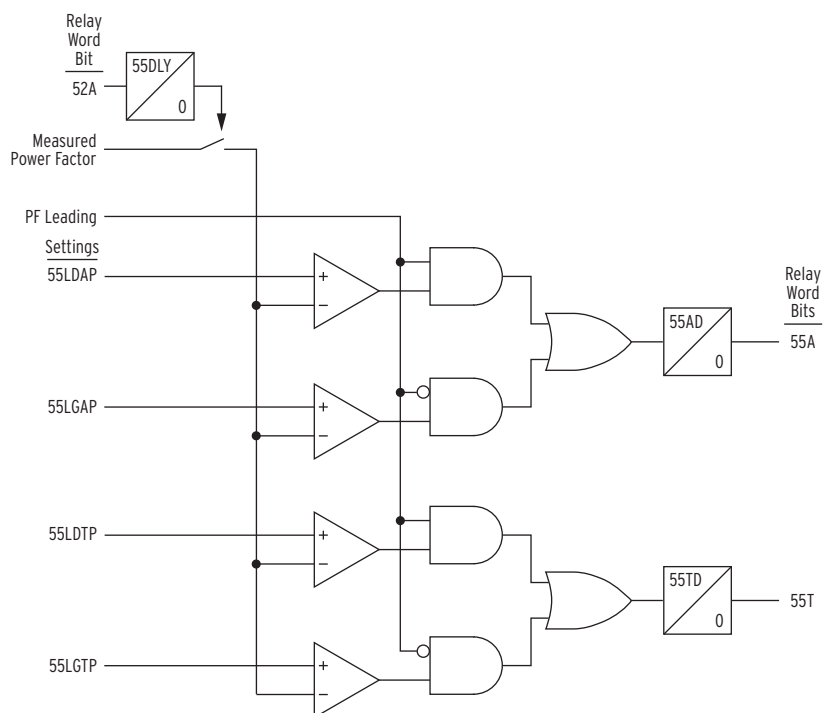 Relay
Word
Bit
52A
55DLY
0
Measured
Power Factor
PF Leading
Settings
55LDAP
+
−
55LGAP
+
−
55AD
0
Relay
Word
Bits
55A
55LDTP
+
−
55LGTP
+
−
55TD
0
55T